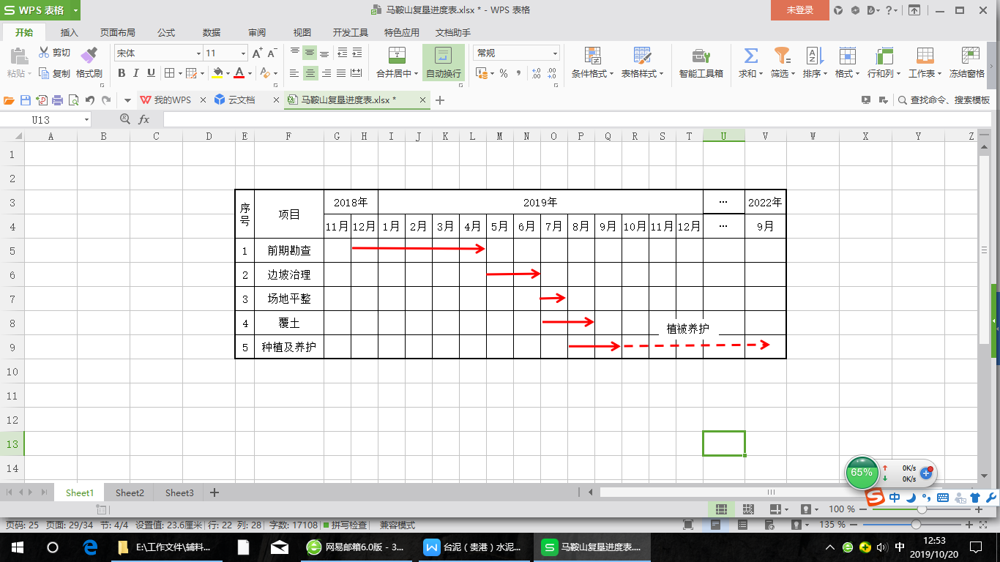 WPS 表格
马鞍山复垦进度表.xlsx * - WPS 表格
未登录
开始 插入 页面布局 公式 数据 审阅 视图 开发工具 特色应用 文档助手
粘贴 剪切 复制 格式刷
宋体 11
B I U A
合并居中 自动换行
常规
条件格式 表格样式 智能工具箱 求和 筛选 排序 格式 行和列 工作表 冻结窗格
我的WPS 云文档 马鞍山复垦进度表.xlsx * 查找命令、搜索模板
U13 fx
A B C D E F G H I J K L M N O P Q R S T U V W X Y Z
1
2
3 序号 项目 2018年 2019年 … 2022年
4 11月 12月 1月 2月 3月 4月 5月 6月 7月 8月 9月 10月 11月 12月 … 9月
5 1 前期勘查
6 2 边坡治理
7 3 场地平整
8 4 覆土
植被养护
9 5 种植及养护
10
11
12
13
14
65% 0K/s
0K/s
Sheet1 Sheet2 Sheet3
中
100 %
页码: 25 页面: 29/34 节: 4/4 设置值: 23.6厘米 行: 22 列: 28 字数: 17108 拼写检查 兼容模式 135 %
E:\工作文件\辅料... 网易邮箱6.0版 - 3... 台泥（贵港）水泥... 马鞍山复垦进度表....
中
12:53
2019/10/20